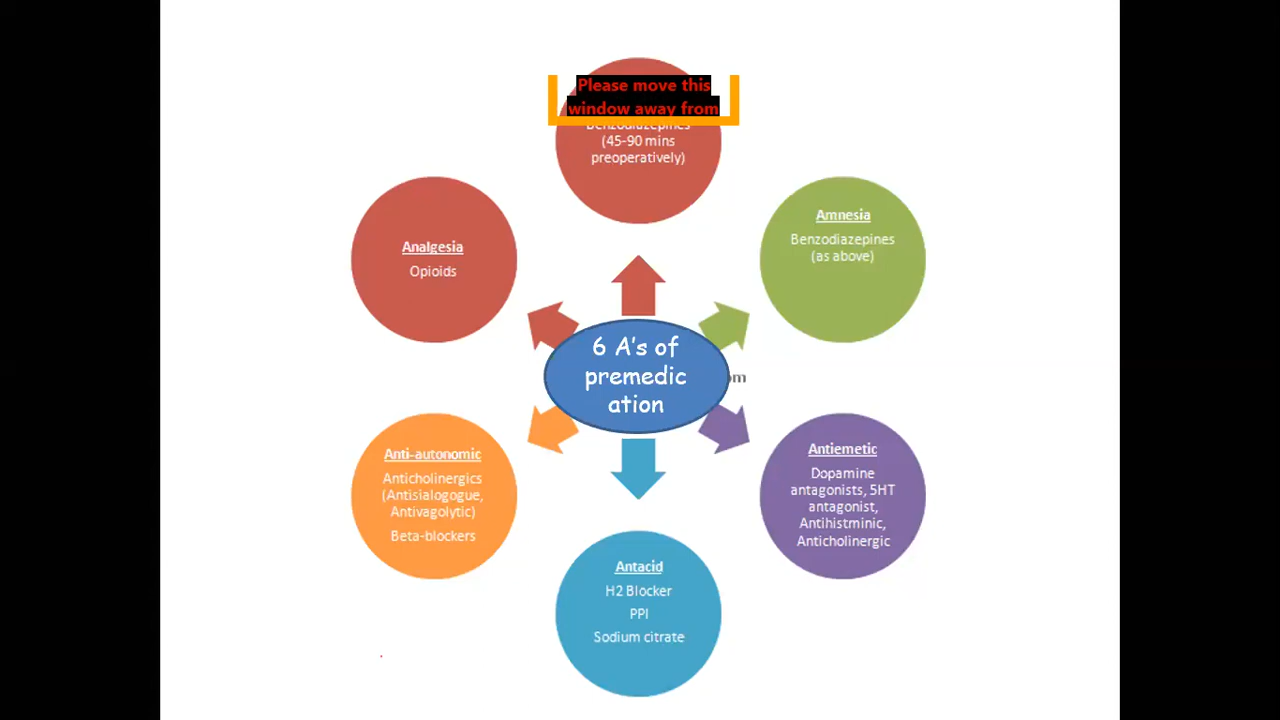 Please move this
window away from
Benzodiazepines
(45-90 mins
preoperatively)
Amnesia
Benzodiazepines
(as above)
Analgesia
Opioids
6 A's of
premedic
ation
om
Anti-autonomic
Anticholinergics
(Antisialogogue,
Antivagolytic)
Beta-blockers
Antiemetic
Dopamine
antagonists, 5HT
antagonist,
Antihistminic,
Anticholinergic
Antacid
H2 Blocker
PPI
Sodium citrate